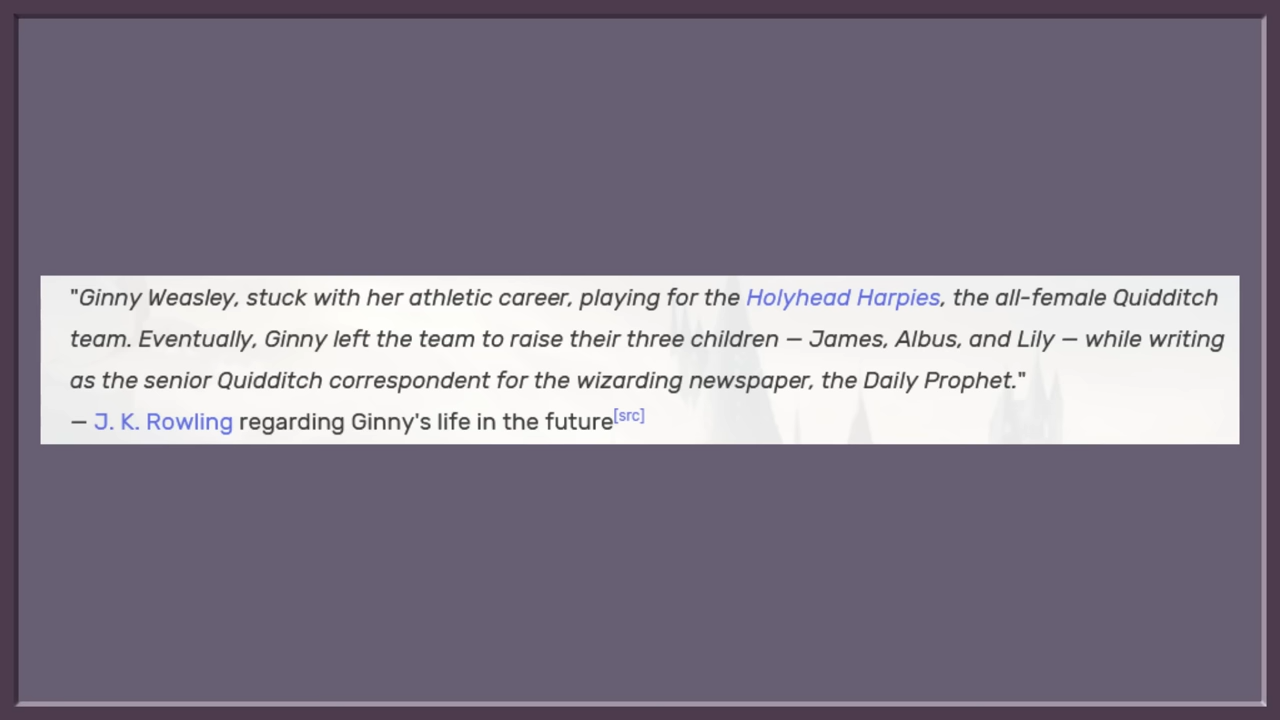 "Ginny Weasley, stuck with her athletic career, playing for the Holyhead Harpies, the all-female Quidditch
team. Eventually, Ginny left the team to raise their three children — James, Albus, and Lily — while writing
as the senior Quidditch correspondent for the wizarding newspaper, the Daily Prophet."
— J. K. Rowling regarding Ginny's life in the future[src]